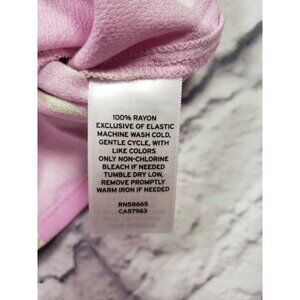 100% RAYON
EXCLUSIVE OF ELASTIC
MACHINE WASH COLD,
GENTLE CYCLE, WITH
LIKE COLORS
ONLY NON-CHLORINE
BLEACH IF NEEDED
TUMBLE DRY LOW,
REMOVE PROMPTLY
WARM IRON IF NEEDED
RN58665
CA57963